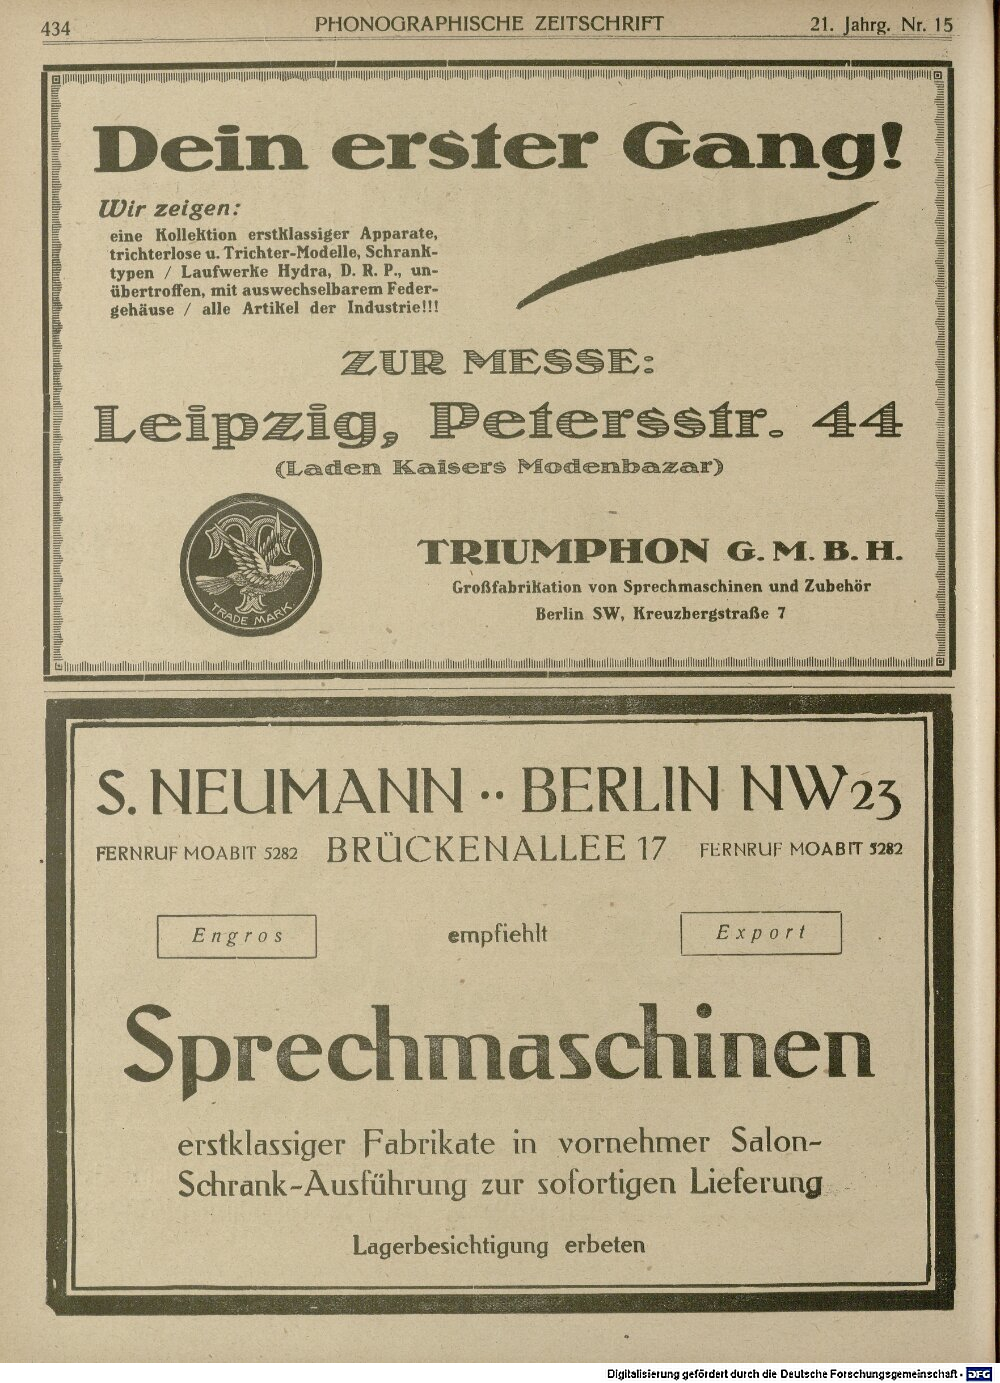 434
PHONOGRAPHISCHE ZEITSCHRIFT
21. Jahrg. Nr. 15
Dein erster Gang!
Wir zeigen:
eine Kollektion erstklassiger Apparate,
trichterlose u. Trichter-Modelle, Schrank-
typen / Laufwerke Hydra, D. R. P., un-
übertroffen, mit auswechselbarem Feder-
gehäuse / alle Artikel der Industrie!!!
ZUR MESSE:
Leipzig, Petersstr. 44
(Laden Kaisers Modenbazar)
TRADE MARK.
TRIUMPHON G. M. B. H.
Großfabrikation von Sprechmaschinen und Zubehör
Berlin SW, Kreuzbergstraße 7
S. NEUMANN ·· BERLIN NW23
FERNRUF MOABIT 5282 BRÜCKENALLEE 17 FERNRUF MOABIT 5282
Engros empfiehlt Export
Sprechmaschinen
erstklassiger Fabrikate in vornehmer Salon-
Schrank-Ausführung zur sofortigen Lieferung
Lagerbesichtigung erbeten
Digitalisierung gefördert durch die Deutsche Forschungsgemeinschaft - DFG